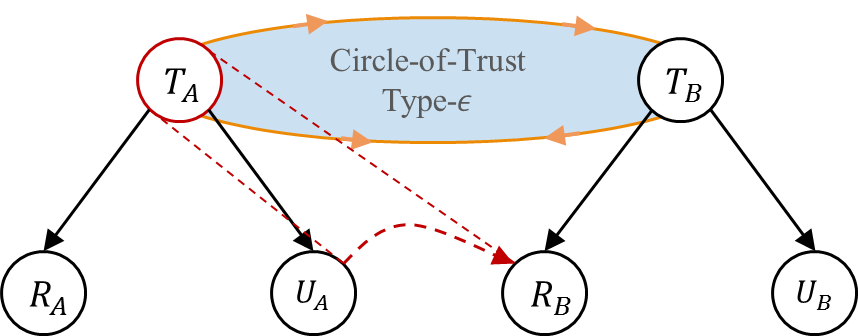 Circle-of-Trust
Type-ϵ
T_A
T_B
R_A
U_A
R_B
U_B